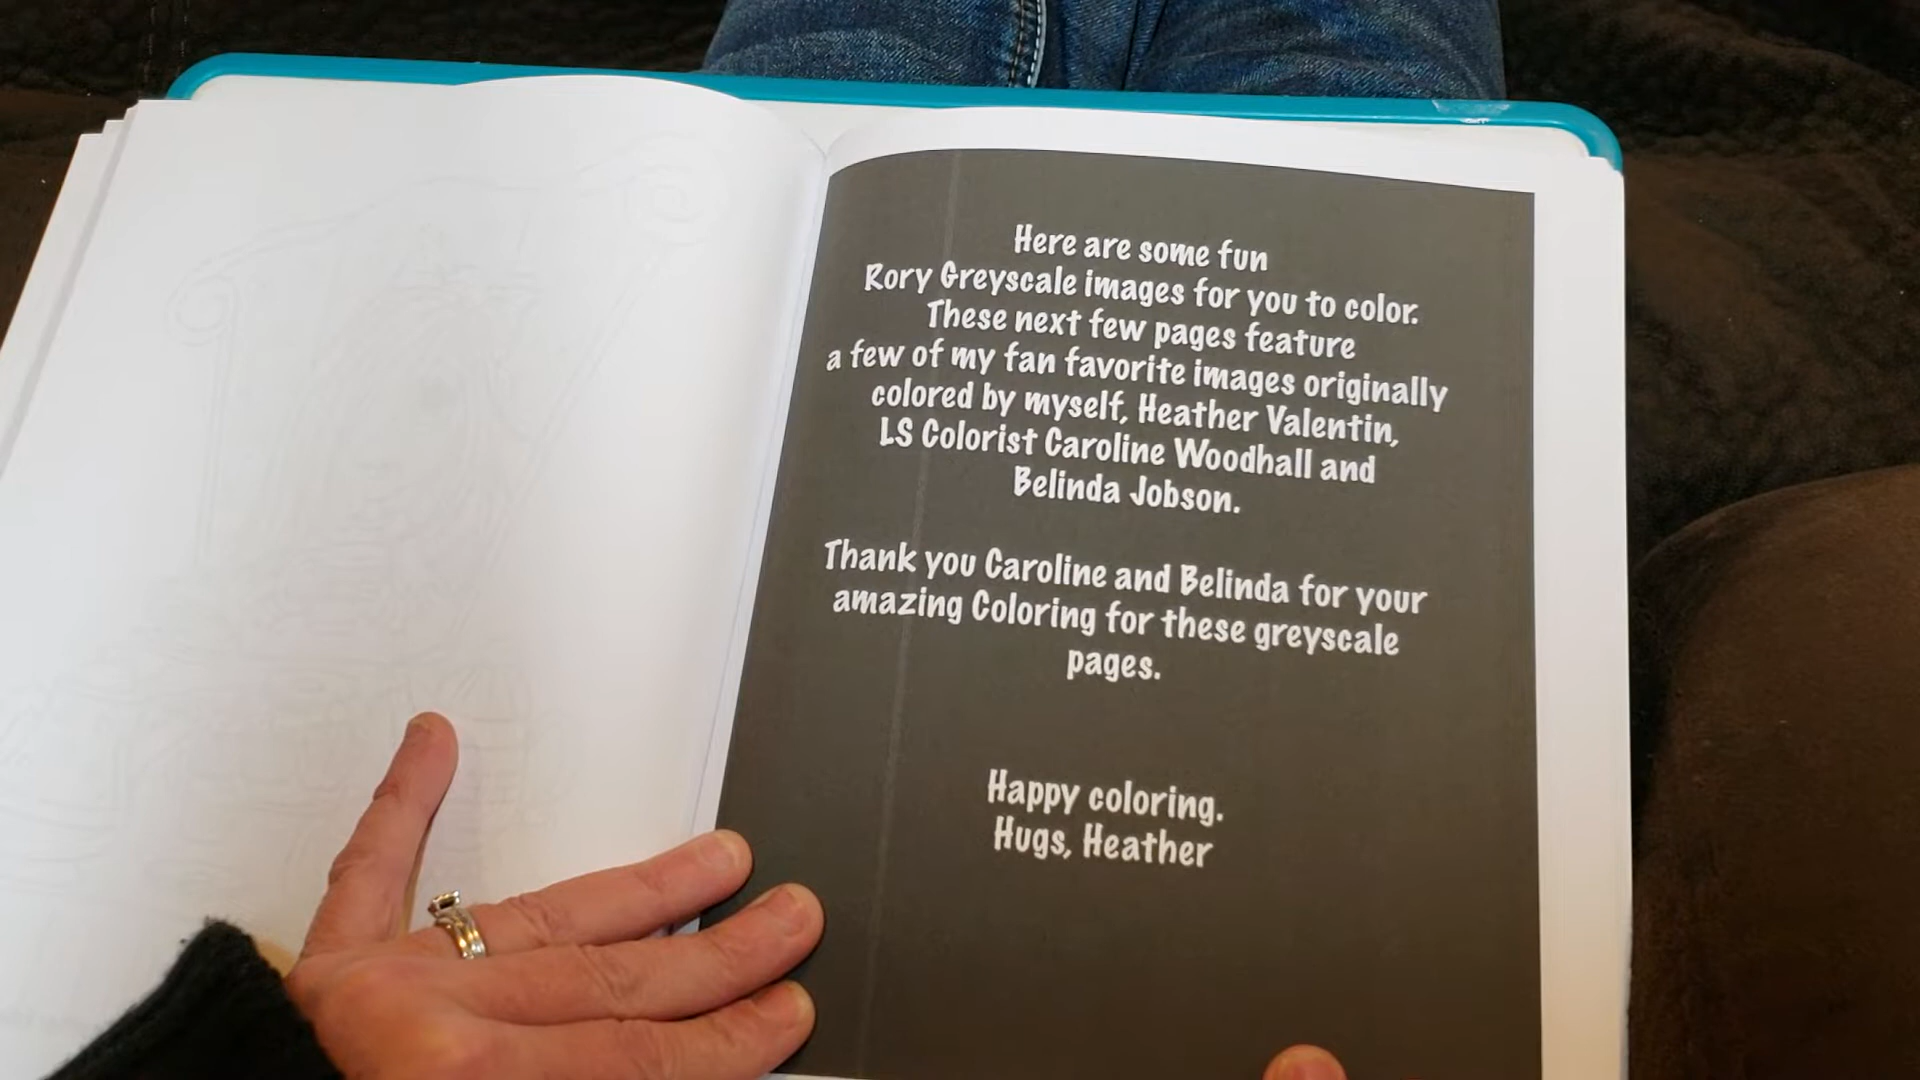 Here are some fun
Rory Greyscale images for you to color.
These next few pages feature
a few of my fan favorite images originally
colored by myself, Heather Valentin,
LS Colorist Caroline Woodhall and
Belinda Jobson.
Thank you Caroline and Belinda for your
amazing Coloring for these greyscale
pages.
Happy coloring.
Hugs, Heather